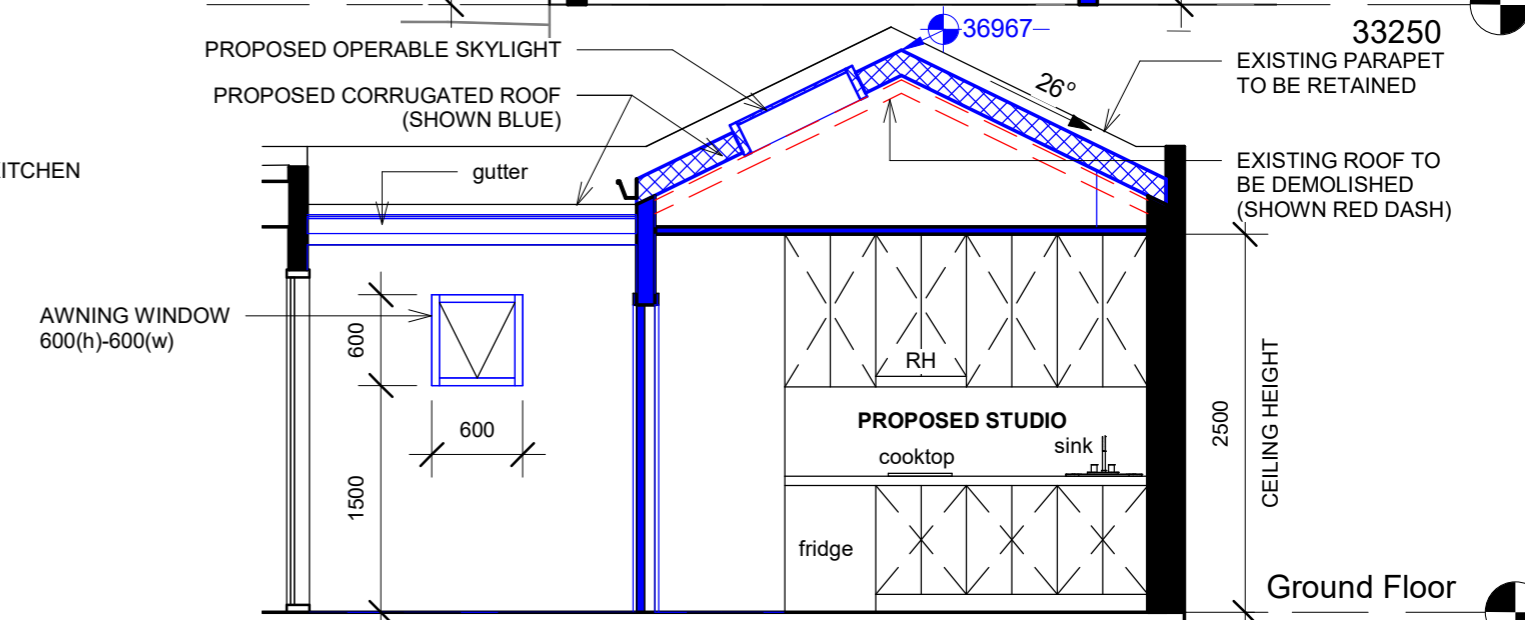 33250
PROPOSED OPERABLE SKYLIGHT
36967
EXISTING PARAPET
TO BE RETAINED
26°
PROPOSED CORRUGATED ROOF
(SHOWN BLUE)
EXISTING ROOF TO
BE DEMOLISHED
(SHOWN RED DASH)
gutter
AWNING WINDOW
600(h)-600(w)
600
600
1500
RH
PROPOSED STUDIO
cooktop
sink
fridge
2500
CEILING HEIGHT
Ground Floor